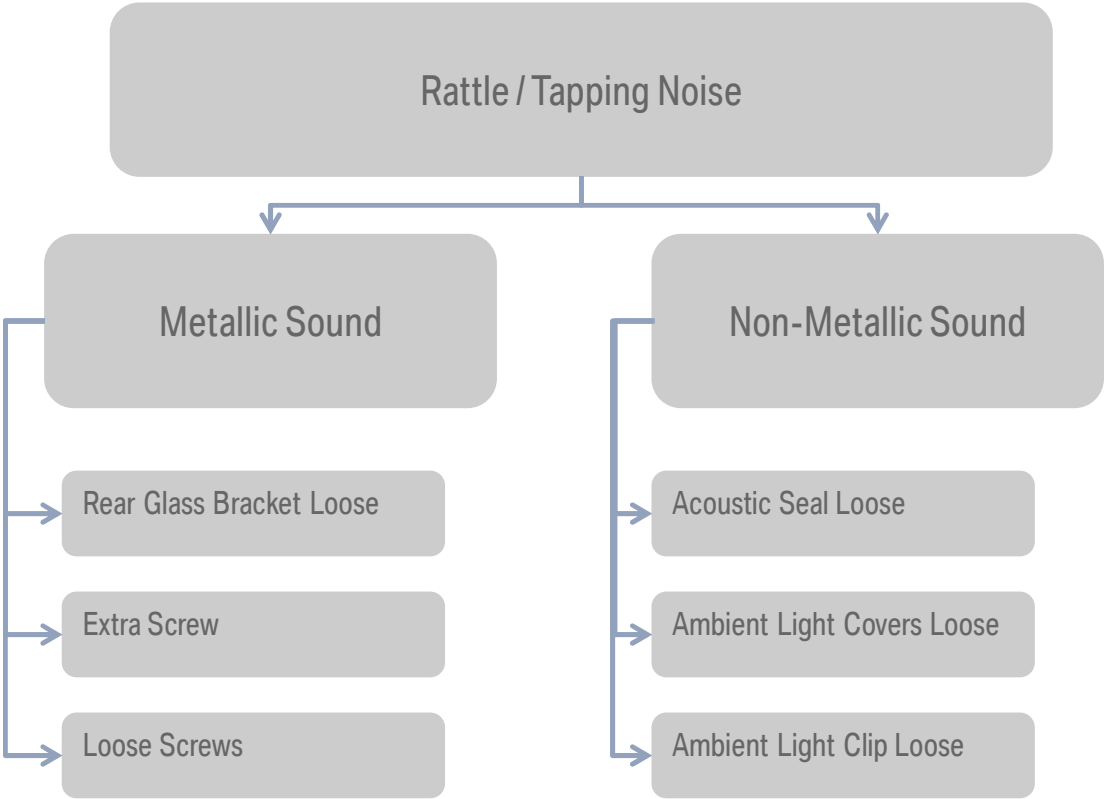 Rattle / Tapping Noise
Metallic Sound
Rear Glass Bracket Loose
Extra Screw
Loose Screws
Non-Metallic Sound
Acoustic Seal Loose
Ambient Light Covers Loose
Ambient Light Clip Loose